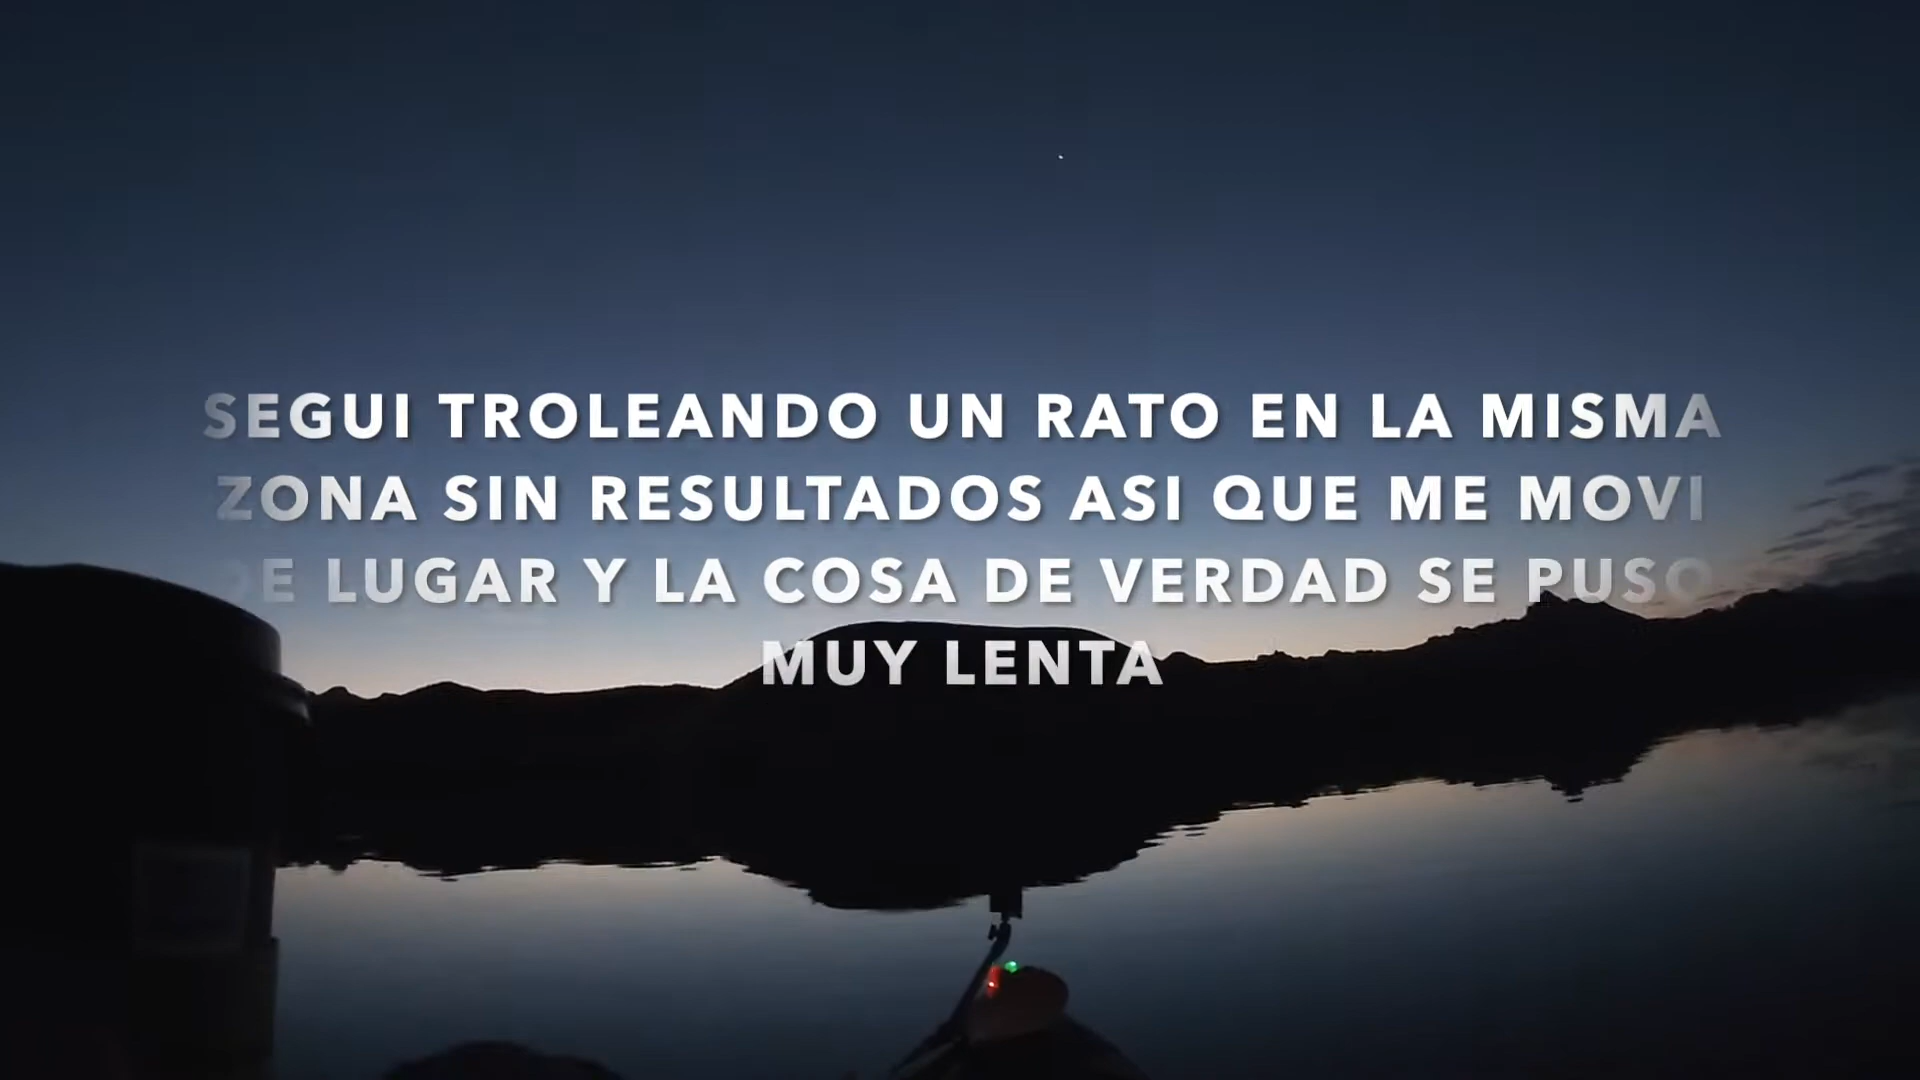 SEGUI TROLEANDO UN RATO EN LA MISMA
ZONA SIN RESULTADOS ASI QUE ME MOVI
DE LUGAR Y LA COSA DE VERDAD SE PUSO
MUY LENTA